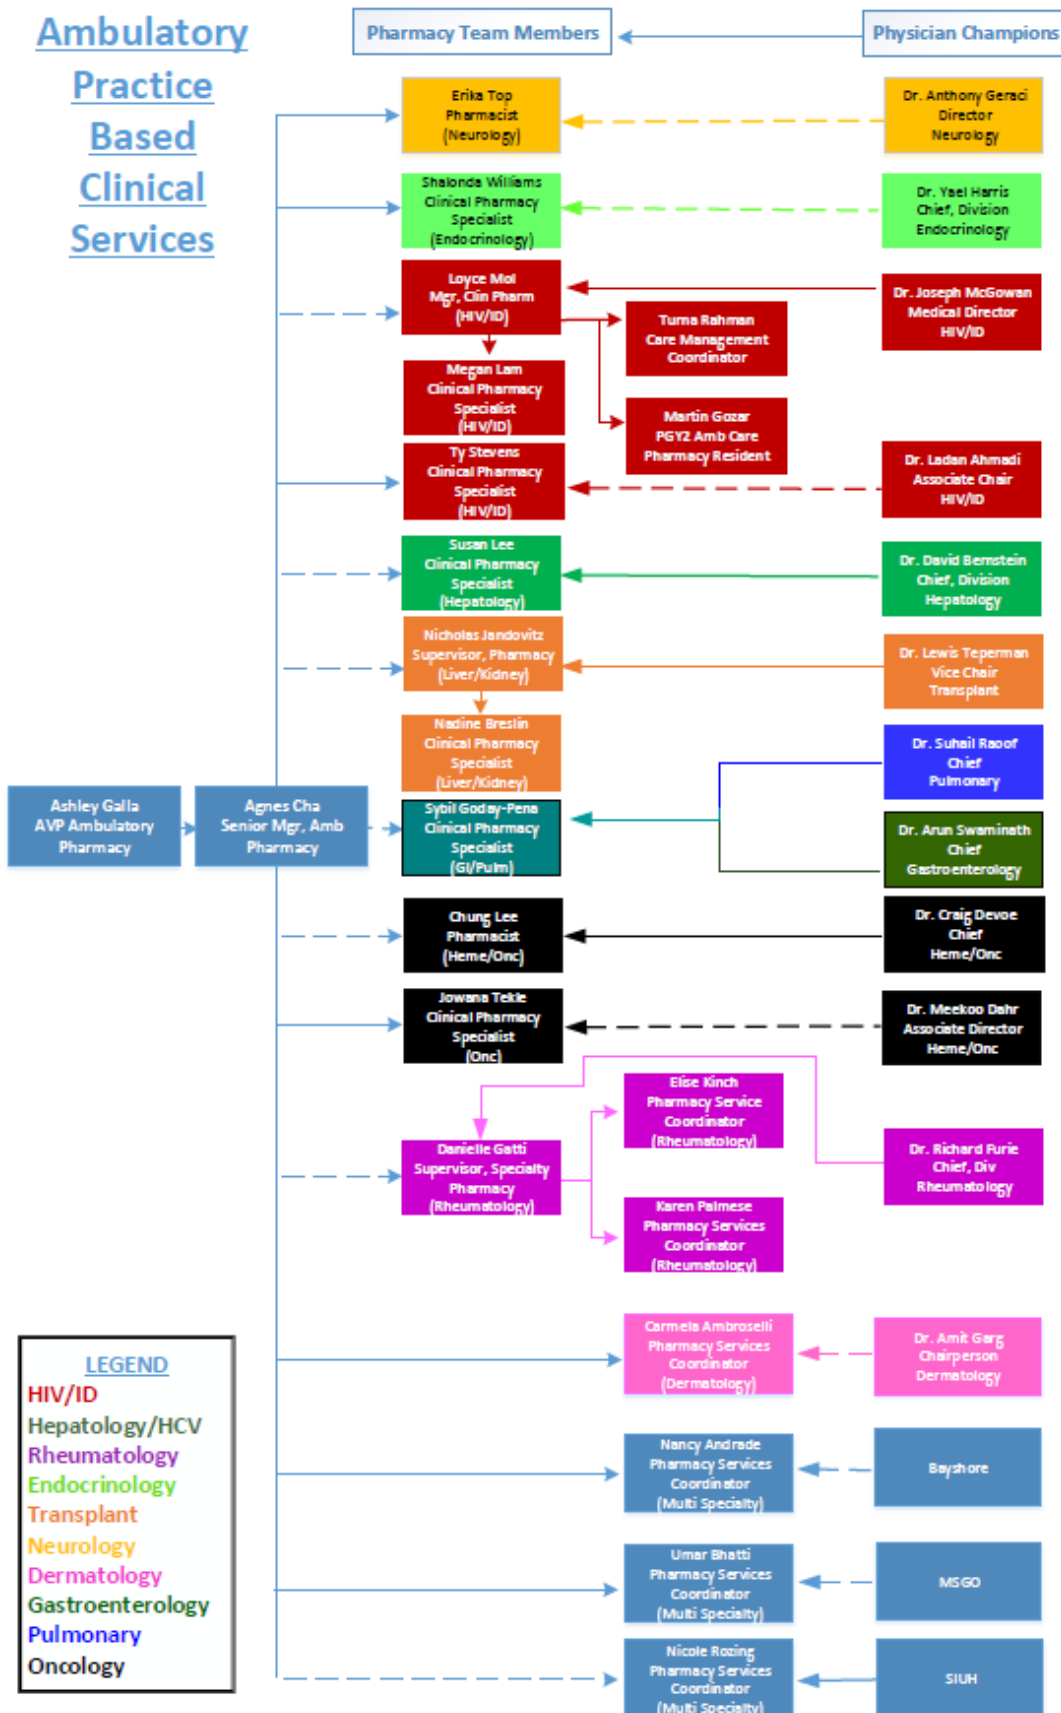 Ambulatory
Practice
Based
Clinical
Services
Pharmacy Team Members
Physician Champions
Erika Top
Pharmacist
(Neurology)
Dr. Anthony Geraci
Director
Neurology
Shalonda Williams
Clinical Pharmacy
Specialist
(Endocrinology)
Dr. Yael Harris
Chief, Division
Endocrinology
Loyce Mol
Mgr, Clin Pharm
(HIV/ID)
Dr. Joseph McGowan
Medical Director
HIV/ID
Turna Rahman
Care Management
Coordinator
Megan Lam
Clinical Pharmacy
Specialist
(HIV/ID)
Martin Gozar
PGY2 Amb Care
Pharmacy Resident
Ty Stevens
Clinical Pharmacy
Specialist
(HIV/ID)
Dr. Ladan Ahmadi
Associate Chair
HIV/ID
Susan Lee
Clinical Pharmacy
Specialist
(Hepatology)
Dr. David Bernstein
Chief, Division
Hepatology
Nicholas Jandovitz
Supervisor, Pharmacy
(Liver/Kidney)
Dr. Lewis Teperman
Vice Chair
Transplant
Nadine Breslin
Clinical Pharmacy
Specialist
(Liver/Kidney)
Dr. Suhail Raoof
Chief
Pulmonary
Ashley Galla
AVP Ambulatory
Pharmacy
Agnes Cha
Senior Mgr, Amb
Pharmacy
Sybil Goday-Pena
Clinical Pharmacy
Specialist
(GI/Pulm)
Dr. Arun Swaminath
Chief
Gastroenterology
Chung Lee
Pharmacist
(Heme/Onc)
Dr. Craig Devoe
Chief
Heme/Onc
Jowana Tekle
Clinical Pharmacy
Specialist
(Onc)
Dr. Meekoo Dahr
Associate Director
Heme/Onc
Elise Kinch
Pharmacy Service
Coordinator
(Rheumatology)
Danielle Gatti
Supervisor, Specialty
Pharmacy
(Rheumatology)
Dr. Richard Furie
Chief, Div
Rheumatology
Karen Palmese
Pharmacy Services
Coordinator
(Rheumatology)
Carmela Ambroselli
Pharmacy Services
Coordinator
(Dermatology)
Dr. Amit Garg
Chairperson
Dermatology
Nancy Andrade
Pharmacy Services
Coordinator
(Multi Specialty)
Bayshore
Umar Bhatti
Pharmacy Services
Coordinator
(Multi Specialty)
MSGO
Nicole Rozing
Pharmacy Services
Coordinator
(Multi Specialty)
SIUH
LEGEND
HIV/ID
Hepatology/HCV
Rheumatology
Endocrinology
Transplant
Neurology
Dermatology
Gastroenterology
Pulmonary
Oncology